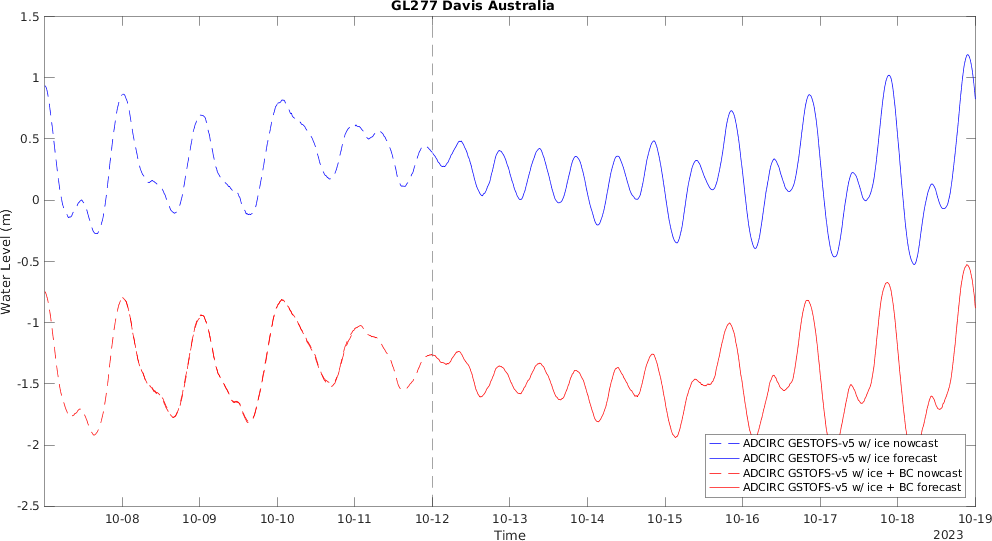 GL277 Davis Australia
1.5
1
0.5
0
-0.5
-1
-1.5
-2
-2.5
Water Level (m)
ADCIRC GESTOFS-v5 w/ ice nowcast
ADCIRC GESTOFS-v5 w/ ice forecast
ADCIRC GSTOFS-v5 w/ ice + BC nowcast
ADCIRC GSTOFS-v5 w/ ice + BC forecast
10-08 10-09 10-10 10-11 10-12 10-13 10-14 10-15 10-16 10-17 10-18 10-19
Time
2023